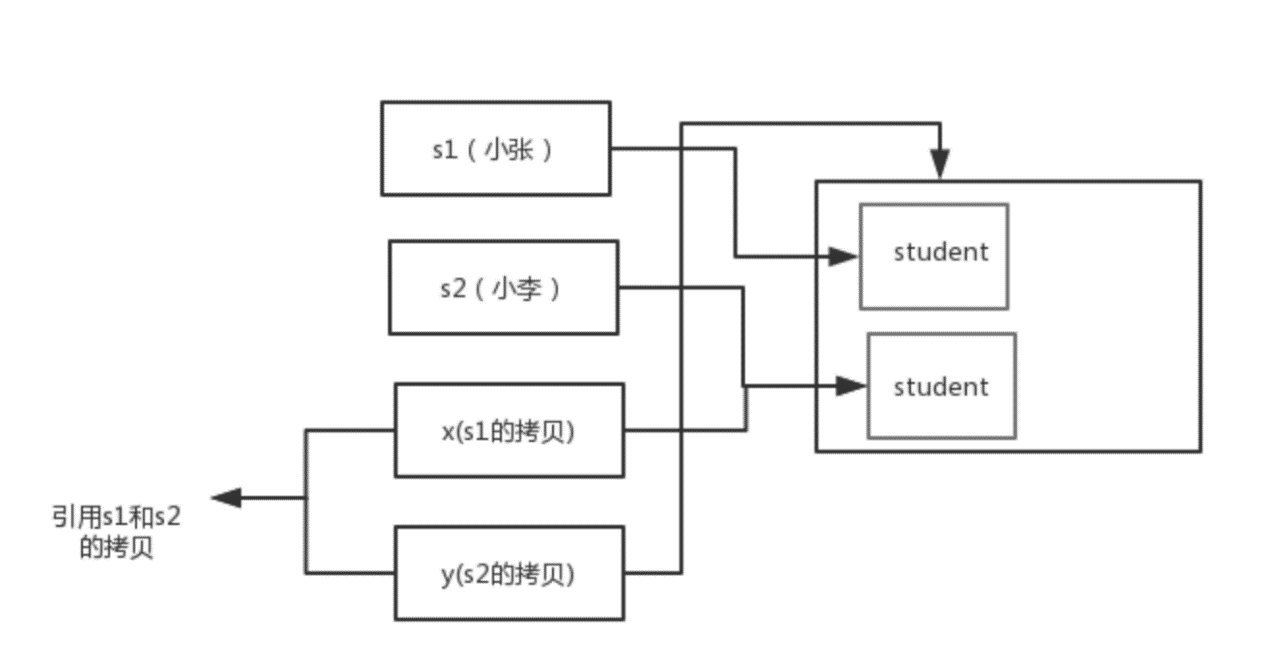 s1（小张）
student
s2（小李）
student
x(s1的拷贝)
引用s1和s2
的拷贝
y(s2的拷贝)